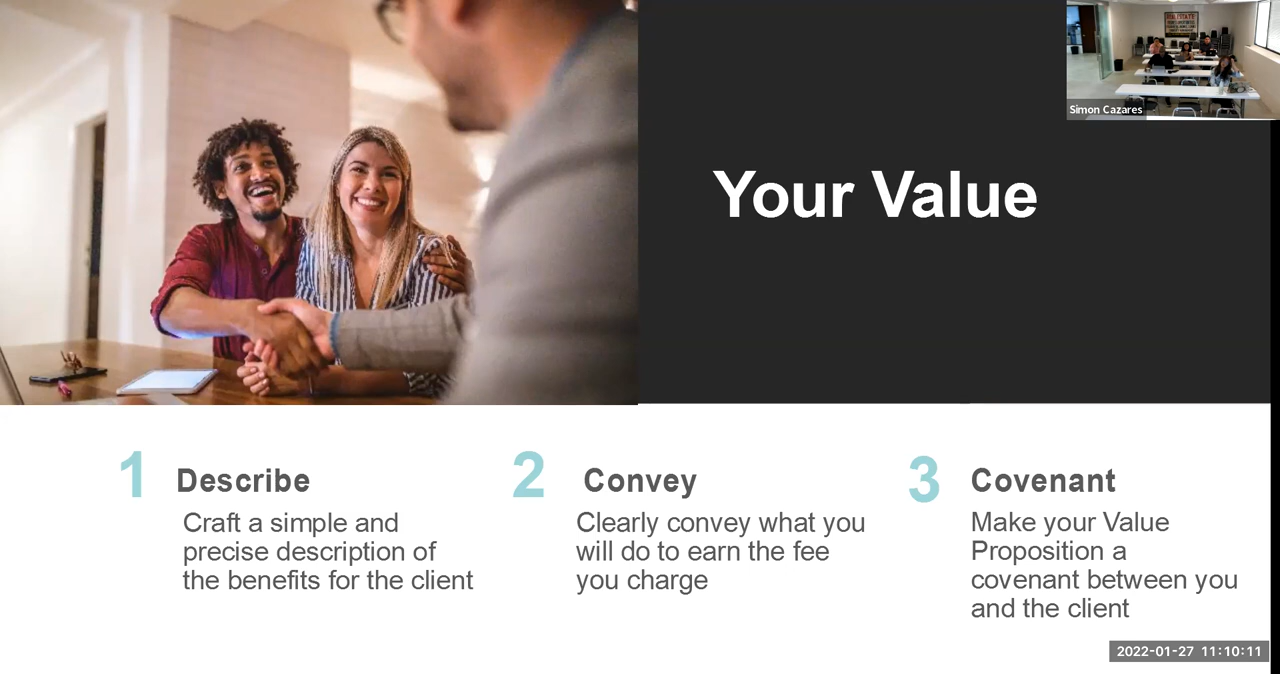 Your Value
Simon Cazares
1 Describe
Craft a simple and
precise description of
the benefits for the client
2 Convey
Clearly convey what you
will do to earn the fee
you charge
3 Covenant
Make your Value
Proposition a
covenant between you
and the client
2022-01-27 11:10:11